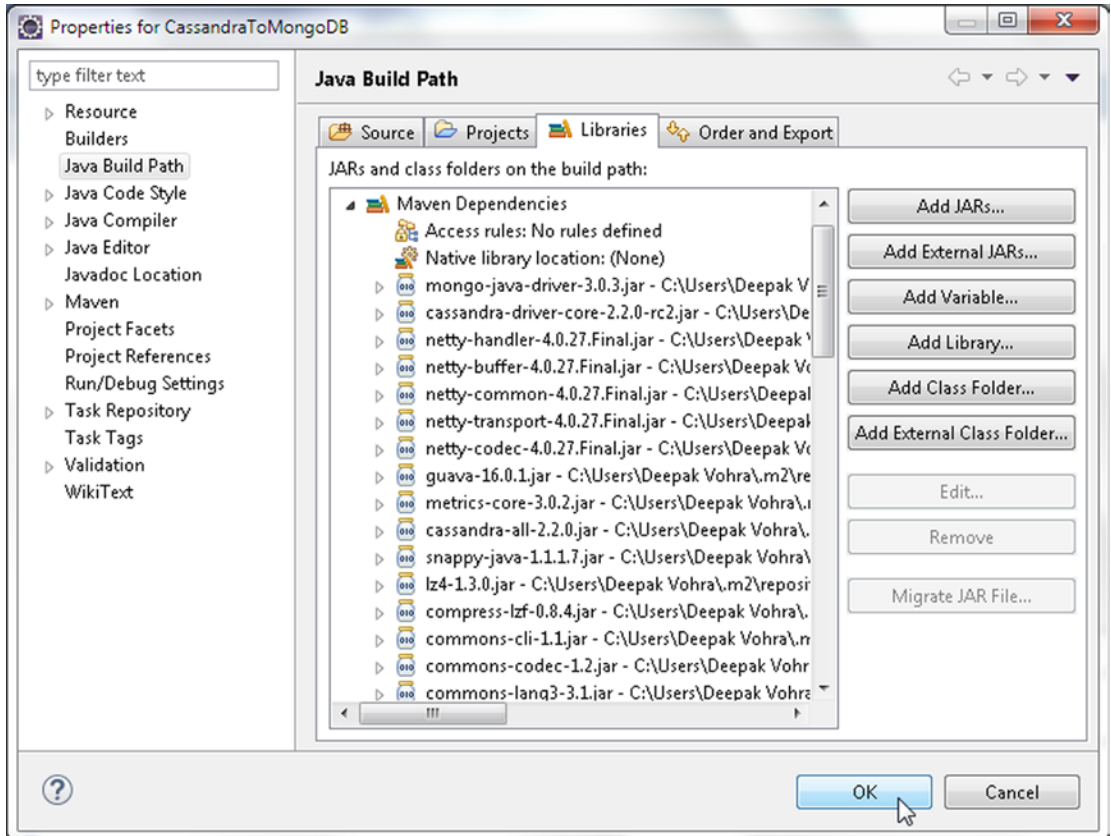 Properties for CassandraToMongoDB
type filter text
Resource
Builders
Java Build Path
Java Code Style
Java Compiler
Java Editor
Javadoc Location
Maven
Project Facets
Project References
Run/Debug Settings
Task Repository
Task Tags
Validation
WikiText
Java Build Path
Source Projects Libraries Order and Export
JARs and class folders on the build path:
Maven Dependencies
Access rules: No rules defined
Native library location: (None)
mongo-java-driver-3.0.3.jar - C:\Users\Deepak V
cassandra-driver-core-2.2.0-rc2.jar - C:\Users\De
netty-handler-4.0.27.Final.jar - C:\Users\Deepak
netty-buffer-4.0.27.Final.jar - C:\Users\Deepak Vo
netty-common-4.0.27.Final.jar - C:\Users\Deepal
netty-transport-4.0.27.Final.jar - C:\Users\Deepak
netty-codec-4.0.27.Final.jar - C:\Users\Deepak Vo
guava-16.0.1.jar - C:\Users\Deepak Vohra\.m2\re
metrics-core-3.0.2.jar - C:\Users\Deepak Vohra\.
cassandra-all-2.2.0.jar - C:\Users\Deepak Vohra\.
snappy-java-1.1.1.7.jar - C:\Users\Deepak Vohra\
lz4-1.3.0.jar - C:\Users\Deepak Vohra\.m2\reposit
compress-lzf-0.8.4.jar - C:\Users\Deepak Vohra\.
commons-cli-1.1.jar - C:\Users\Deepak Vohra\.m
commons-codec-1.2.jar - C:\Users\Deepak Vohr
commons-lang3-3.1.jar - C:\Users\Deepak Vohra
Add JARs...
Add External JARs...
Add Variable...
Add Library...
Add Class Folder...
Add External Class Folder...
Edit...
Remove
Migrate JAR File...
OK Cancel